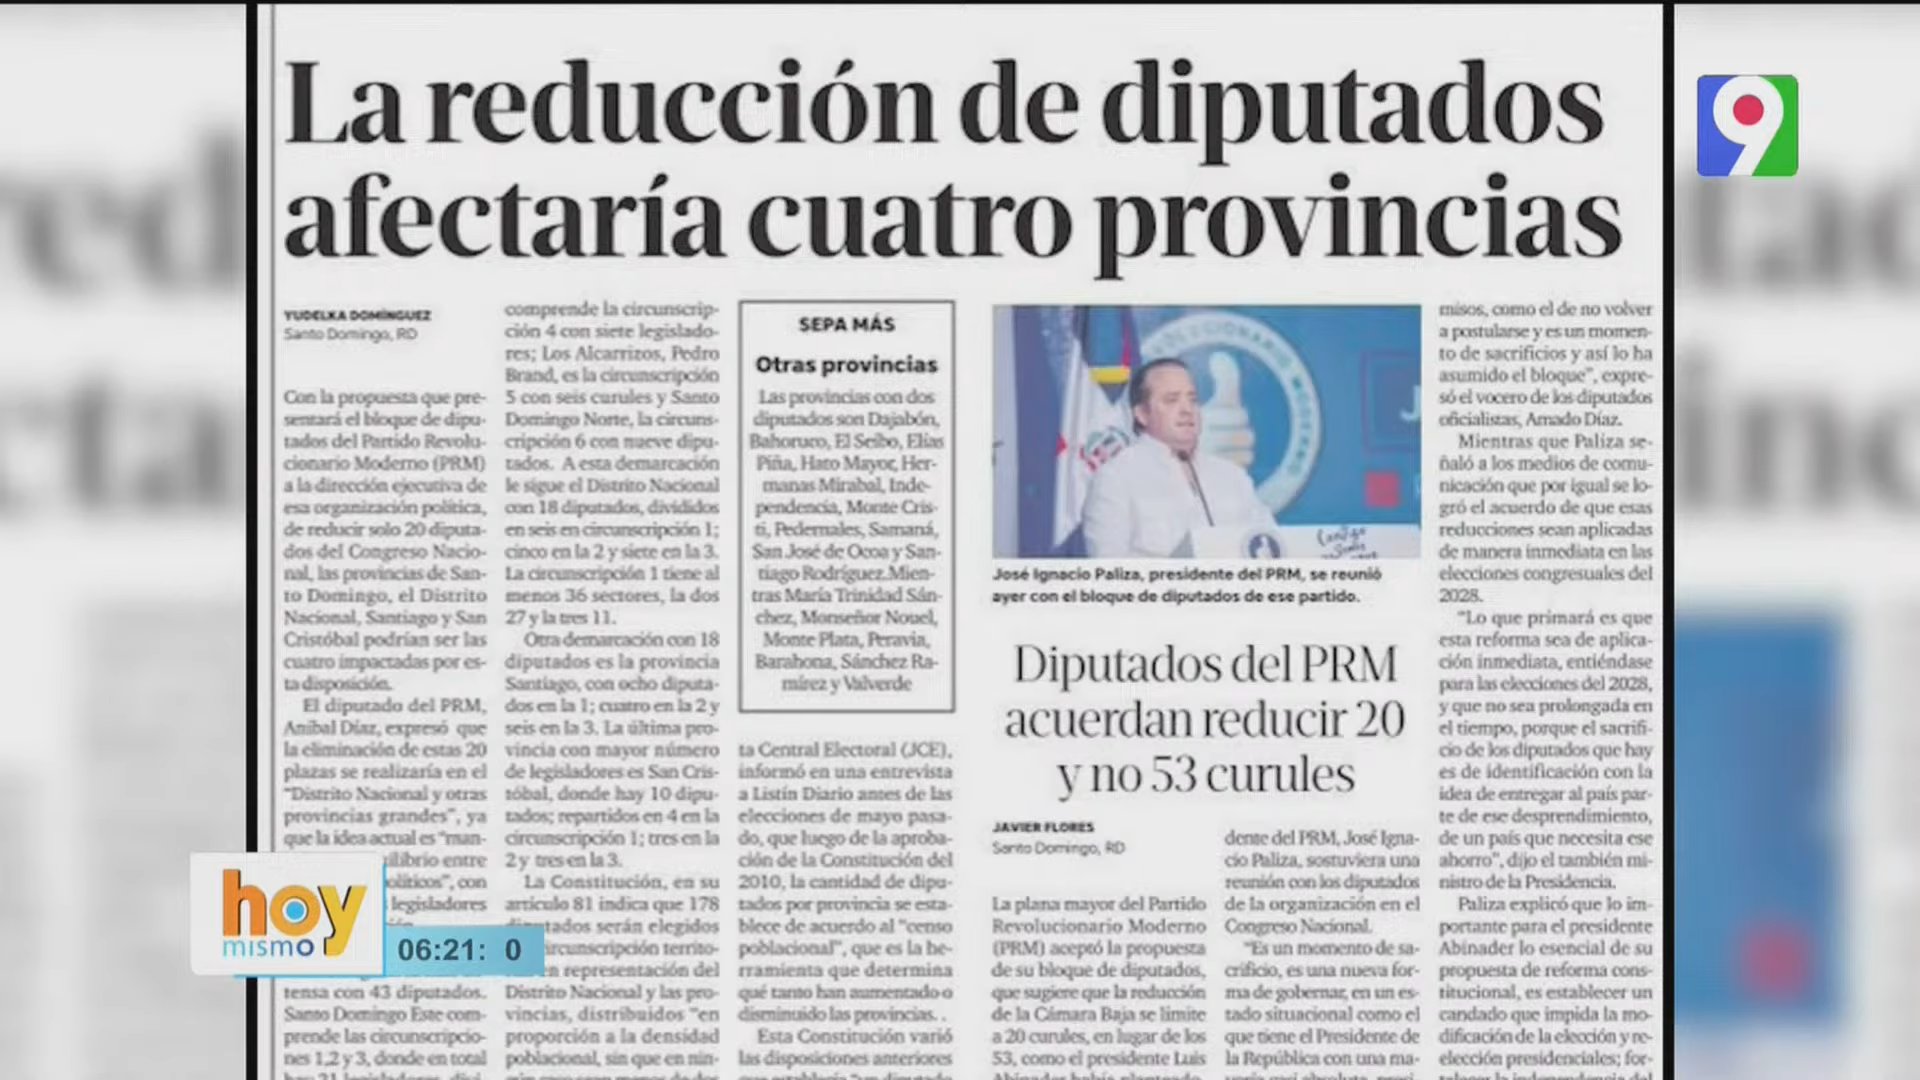 La reducción de diputados
afectaría cuatro provincias
YUDELKA DOMÍNGUEZ
Santo Domingo, RD
Con la propuesta que pre-
sentará el bloque de dipu-
tados del Partido Revolu-
cionario Moderno (PRM)
a la dirección ejecutiva de
esa organización política,
de reducir solo 20 diputa-
dos del Congreso Nacio-
nal, las provincias de San-
to Domingo, el Distrito
Nacional, Santiago y San
Cristóbal podrían ser las
cuatro impactadas por es-
ta disposición.
El diputado del PRM,
Aníbal Díaz, expresó que
la eliminación de estas 20
plazas se realizaría en el
"Distrito Nacional y otras
provincias grandes", ya
que la idea actual es "man-
ilibrio entre
olíticos", con
legisladores
tensa con 43 diputados.
Santo Domingo Este com-
prende las circunscripcio-
nes 1,2 y 3, donde en total
hay 21 legisladores, divi-
comprende la circunscrip-
ción 4 con siete legislado-
res; Los Alcarrizos, Pedro
Brand, es la circunscripción
5 con seis curules y Santo
Domingo Norte, la circuns-
cripción 6 con nueve dipu-
tados. A esta demarcación
le sigue el Distrito Nacional
con 18 diputados, divididos
en seis en circunscripción 1;
cinco en la 2 y siete en la 3.
La circunscripción 1 tiene al
menos 36 sectores, la dos
27 y la tres 11.
Otra demarcación con 18
diputados es la provincia
Santiago, con ocho diputa-
dos en la 1; cuatro en la 2 y
seis en la 3. La última pro-
vincia con mayor número
de legisladores es San Cris-
tóbal, donde hay 10 dipu-
tados; repartidos en 4 en la
circunscripción 1; tres en la
2 y tres en la 3.
La Constitución, en su
artículo 81 indica que 178
diputados serán elegidos
ircunscripción territo-
en representación del
Distrito Nacional y las pro-
vincias, distribuidos "en
proporción a la densidad
poblacional, sin que en nin-
gún caso sean menos de dos
SEPA MÁS
Otras provincias
Las provincias con dos
diputados son Dajabón,
Bahoruco, El Seibo, Elías
Piña, Hato Mayor, Her-
manas Mirabal, Inde-
pendencia, Monte Cris-
ti, Pedernales, Samaná,
San José de Ocoa y San-
tiago Rodríguez.Mien-
tras María Trinidad Sán-
chez, Monseñor Nouel,
Monte Plata, Peravia,
Barahona, Sánchez Ra-
mírez y Valverde
ta Central Electoral (JCE),
informó en una entrevista
a Listín Diario antes de las
elecciones de mayo pasa-
do, que luego de la aproba-
ción de la Constitución del
2010, la cantidad de dipu-
tados por provincia se esta-
blece de acuerdo al "censo
poblacional", que es la he-
rramienta que determina
qué tanto han aumentado o
disminuido las provincias. .
Esta Constitución varió
las disposiciones anteriores
que establecía "un diputado
José Ignacio Paliza, presidente del PRM, se reunió
ayer con el bloque de diputados de ese partido.
Diputados del PRM
acuerdan reducir 20
y no 53 curules
JAVIER FLORES
Santo Domingo, RD
La plana mayor del Partido
Revolucionario Moderno
(PRM) aceptó la propuesta
de su bloque de diputados,
que sugiere que la reducción
de la Cámara Baja se limite
a 20 curules, en lugar de los
53, como el presidente Luis
Abinader había planteado
dente del PRM, José Igna-
cio Paliza, sostuviera una
reunión con los diputados
de la organización en el
Congreso Nacional.
"Es un momento de sa-
crificio, es una nueva for-
ma de gobernar, en un es-
tado situacional como el
que tiene el Presidente de
la República con una ma-
misos, como el de no volver
a postularse y es un momen-
to de sacrificios y así lo ha
asumido el bloque", expre-
só el vocero de los diputados
oficialistas, Amado Díaz.
Mientras que Paliza se-
ñaló a los medios de comu-
nicación que por igual se lo-
gró el acuerdo de que esas
reducciones sean aplicadas
de manera inmediata en las
elecciones congresuales del
2028.
"Lo que primará es que
esta reforma sea de aplica-
ción inmediata, entiéndase
para las elecciones del 2028,
y que no sea prolongada en
el tiempo, porque el sacrifi-
cio de los diputados que hay
es de identificación con la
idea de entregar al país par-
te de ese desprendimiento,
de un país que necesita ese
ahorro", dijo el también mi-
nistro de la Presidencia.
Paliza explicó que lo im-
portante para el presidente
Abinader lo esencial de su
propuesta de reforma cons-
titucional, es establecer un
candado que impida la mo-
dificación de la elección y re-
elección presidenciales; for-
9
hoy
mismo
06:21: 0